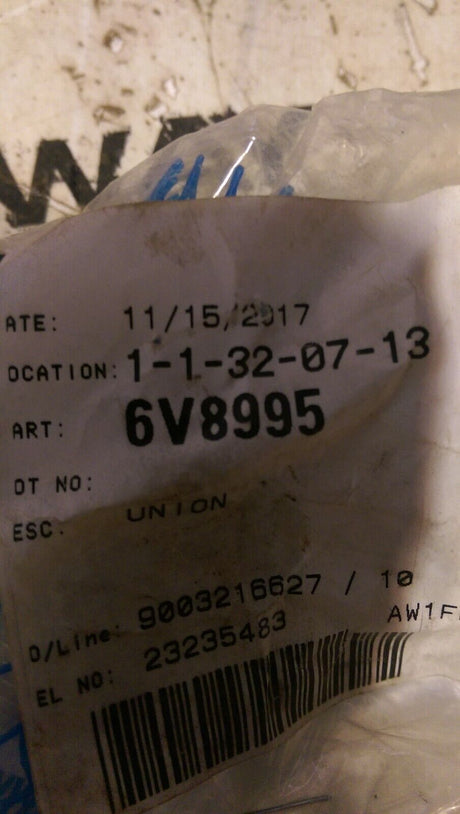 ATE: 11/15/2017
OCATION: 1-1-32-07-13
ART: 6V8995
OT NO:
ESC: UNION
O/Line: 9003216627 / 10
AW1F
EL NO: 23235483